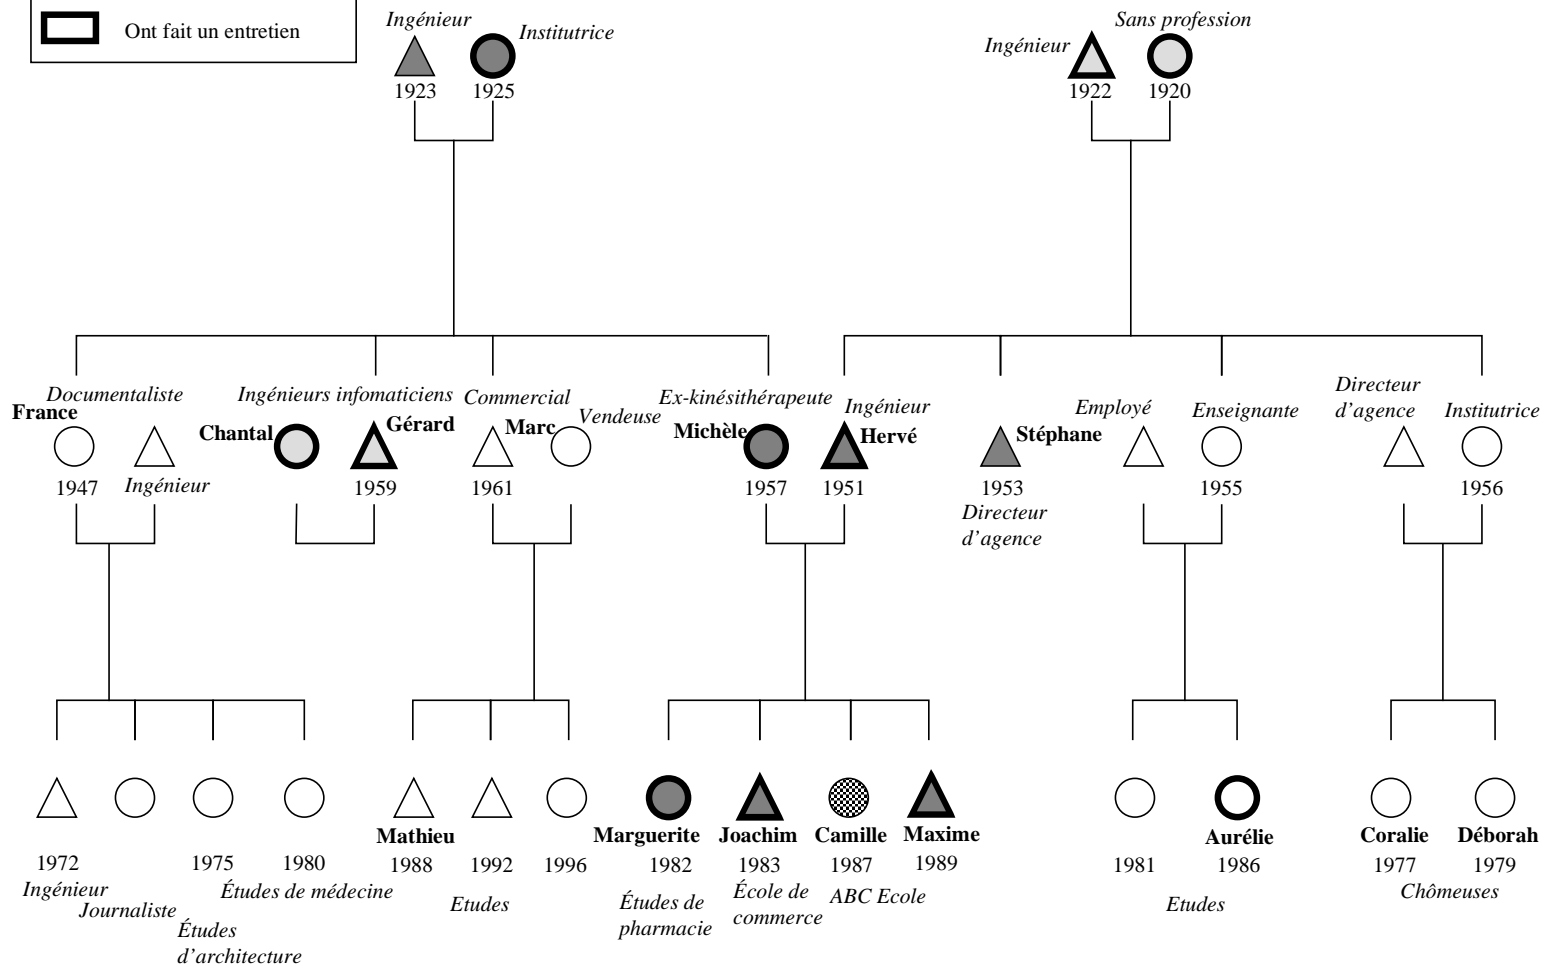 Ont fait un entretien
Ingénieur
Institutrice
1923
1925
Sans profession
Ingénieur
1922
1920
Documentaliste
France
1947
Ingénieur
Ingénieurs infomaticiens
Chantal
Gérard
1959
Commercial
Marc
Vendeuse
1961
Ex-kinésithérapeute
Michèle
1957
Ingénieur
Hervé
1951
Stéphane
1953
Directeur
d’agence
Employé
Enseignante
1955
Directeur
d’agence
Institutrice
1956
1972
Ingénieur
Journaliste
1975
Études
d’architecture
1980
Études de médecine
Mathieu
1988
1992
1996
Etudes
Marguerite
1982
Études de
pharmacie
Joachim
1983
École de
commerce
Camille
1987
Maxime
1989
ABC Ecole
1981
Aurélie
1986
Etudes
Coralie
1977
Déborah
1979
Chômeuses